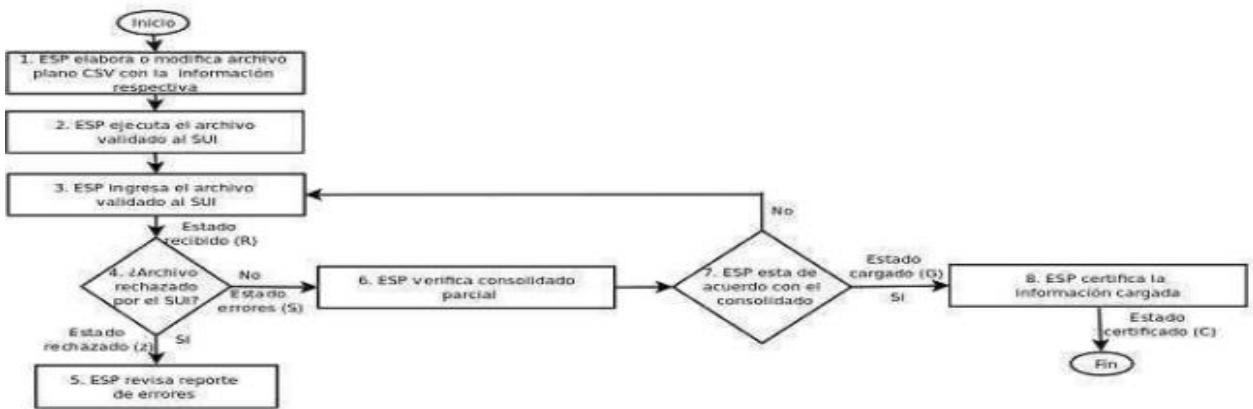 Inicio
1. ESP elabora o modifica archivo
plano CSV con la información
respectiva
2. ESP ejecuta el archivo
validado al SUI
3. ESP ingresa el archivo
validado al SUI
Estado
recibido (R)
4. ¿Archivo
rechazado
por el SUI?
No
Estado
errores (S)
Estado
rechazado (z)
SI
5. ESP revisa reporte
de errores
6. ESP verifica consolidado
parcial
No
7. ESP esta de
acuerdo con el
consolidado
Estado
cargado (G)
SI
8. ESP certifica la
información cargada
Estado
certificado (C)
Fin